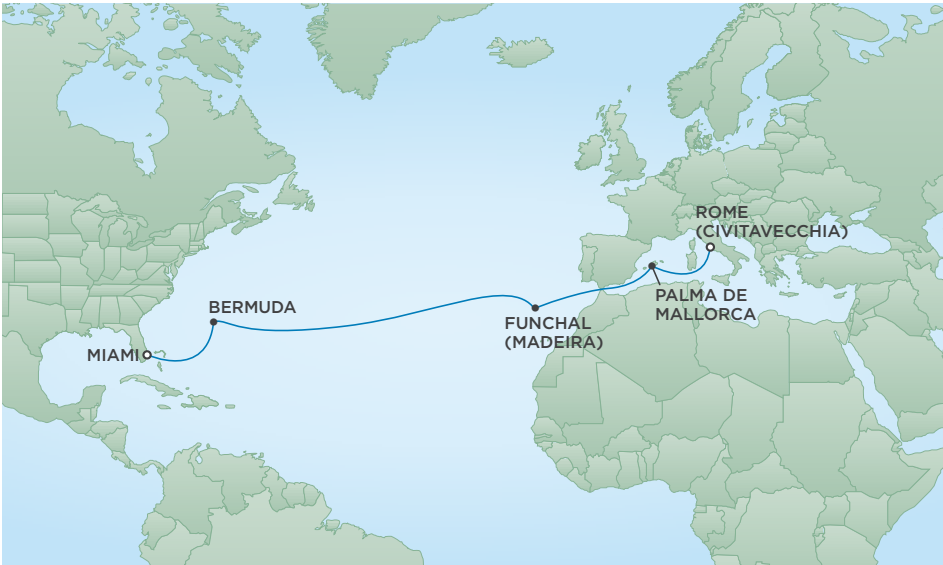 ROME
(CIVITAVECCHIA)
PALMA DE
MALLORCA
BERMUDA
FUNCHAL
(MADEIRA)
MIAMI